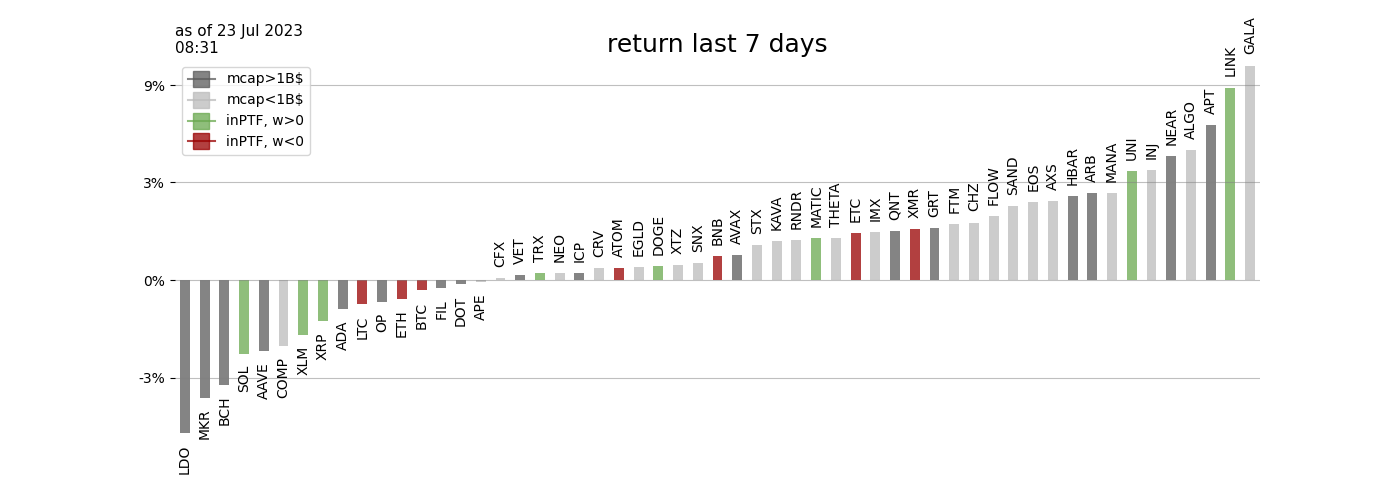 as of 23 Jul 2023
08:31
return last 7 days
mcap>1B$
mcap<1B$
inPTF, w>0
inPTF, w<0
9%
3%
0%
-3%
LDO
MKR
BCH
SOL
AAVE
COMP
XLM
XRP
ADA
LTC
OP
ETH
BTC
FIL
DOT
APE
CFX
VET
TRX
NEO
ICP
CRV
ATOM
EGLD
DOGE
XTZ
SNX
BNB
AVAX
STX
KAVA
RNDR
MATIC
THETA
ETC
IMX
QNT
XMR
GRT
FTM
CHZ
FLOW
SAND
EOS
AXS
HBAR
ARB
MANA
UNI
INJ
NEAR
ALGO
APT
LINK
GALA